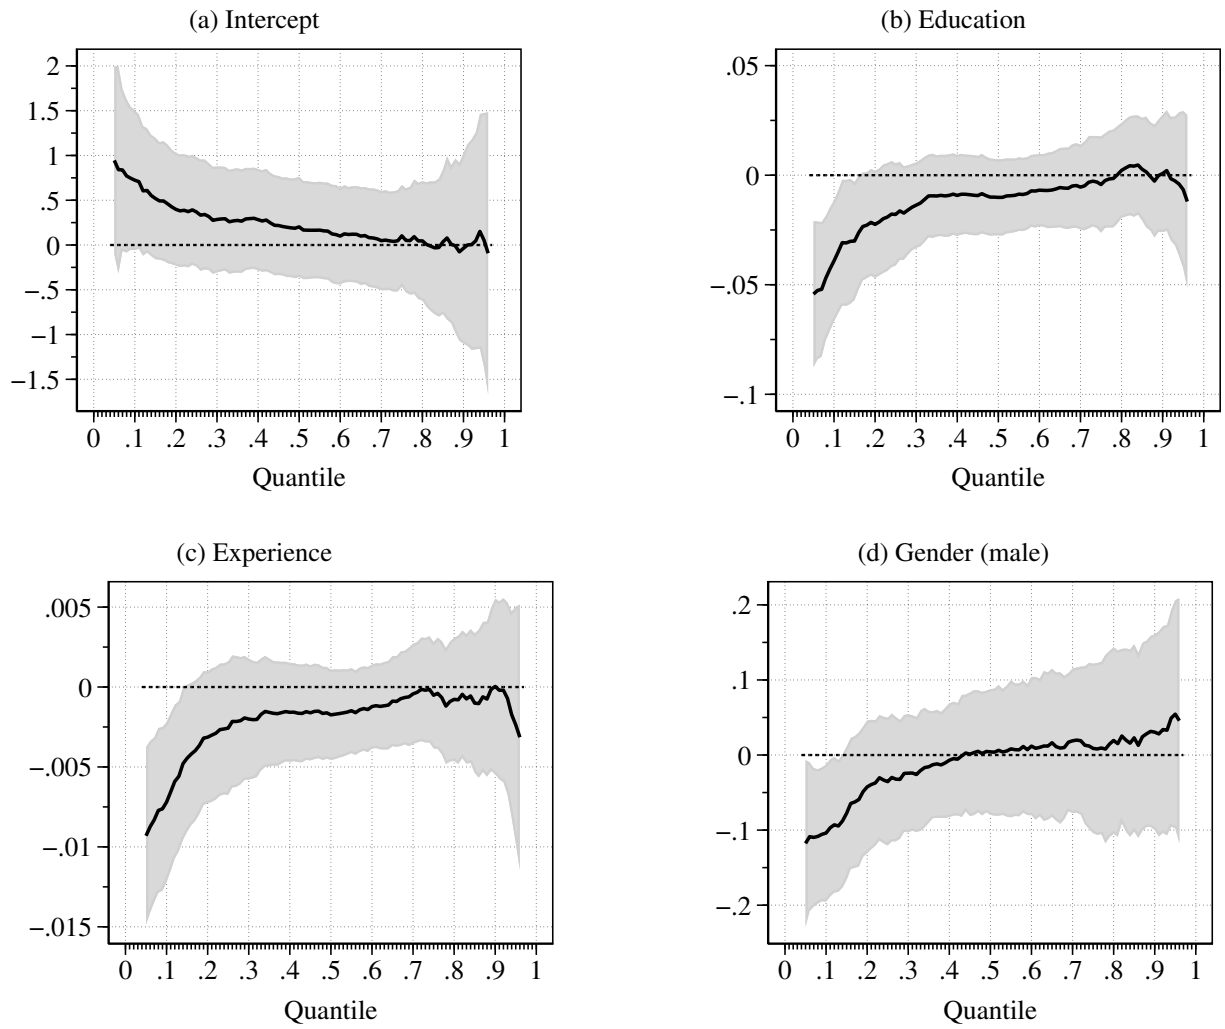 (a) Intercept
2
1.5
1
.5
0
−.5
−1
−1.5
0 .1 .2 .3 .4 .5 .6 .7 .8 .9 1
Quantile
(b) Education
.05
0
−.05
−.1
0 .1 .2 .3 .4 .5 .6 .7 .8 .9 1
Quantile
(c) Experience
.005
0
−.005
−.01
−.015
0 .1 .2 .3 .4 .5 .6 .7 .8 .9 1
Quantile
(d) Gender (male)
.2
.1
0
−.1
−.2
0 .1 .2 .3 .4 .5 .6 .7 .8 .9 1
Quantile